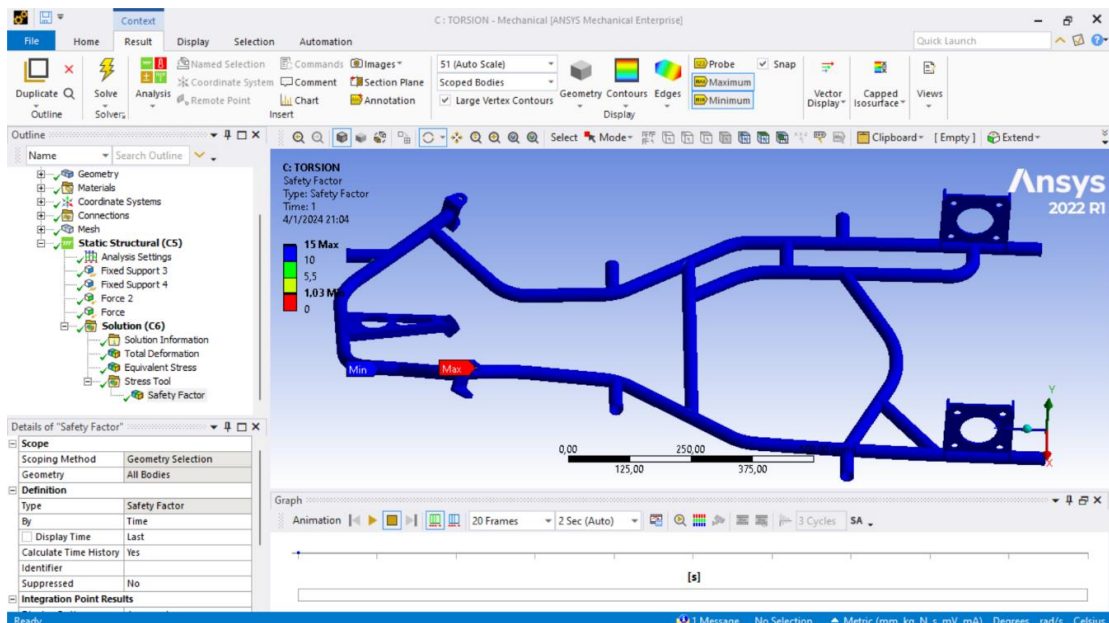 Context
C : TORSION - Mechanical [ANSYS Mechanical Enterprise]
File Home Result Display Selection Automation
Quick Launch
Duplicate
Outline
Solve
Solver
Analysis
Named Selection
Coordinate System
Remote Point
Commands
Comment
Chart
Images
Section Plane
Annotation
Insert
51 (Auto Scale)
Scoped Bodies
Large Vertex Contours
Geometry Contours Edges
Display
Probe
Maximum
Minimum
Snap
Vector Display
Capped Isosurface
Views
Outline
Name Search Outline
Select Mode Clipboard [ Empty ] Extend
Geometry
Materials
Coordinate Systems
Connections
Mesh
Static Structural (C5)
Analysis Settings
Fixed Support 3
Fixed Support 4
Force 2
Force
Solution (C6)
Solution Information
Total Deformation
Equivalent Stress
Stress Tool
Safety Factor
C: TORSION
Safety Factor
Type: Safety Factor
Time: 1
4/1/2024 21:04
15 Max
10
5,5
1,03 Mi
0
Ansys
2022 R1
Min
Max
0,00 250,00
125,00 375,00
Y
X
Details of "Safety Factor"
Scope
Scoping Method Geometry Selection
Geometry All Bodies
Definition
Type Safety Factor
By Time
Display Time Last
Calculate Time History Yes
Identifier
Suppressed No
Integration Point Results
Graph
Animation 20 Frames 2 Sec (Auto) 3 Cycles SA
[s]
Ready
1 Message No Selection Metric (mm, kg, N, s, mV, mA) Degrees rad/s Celsius